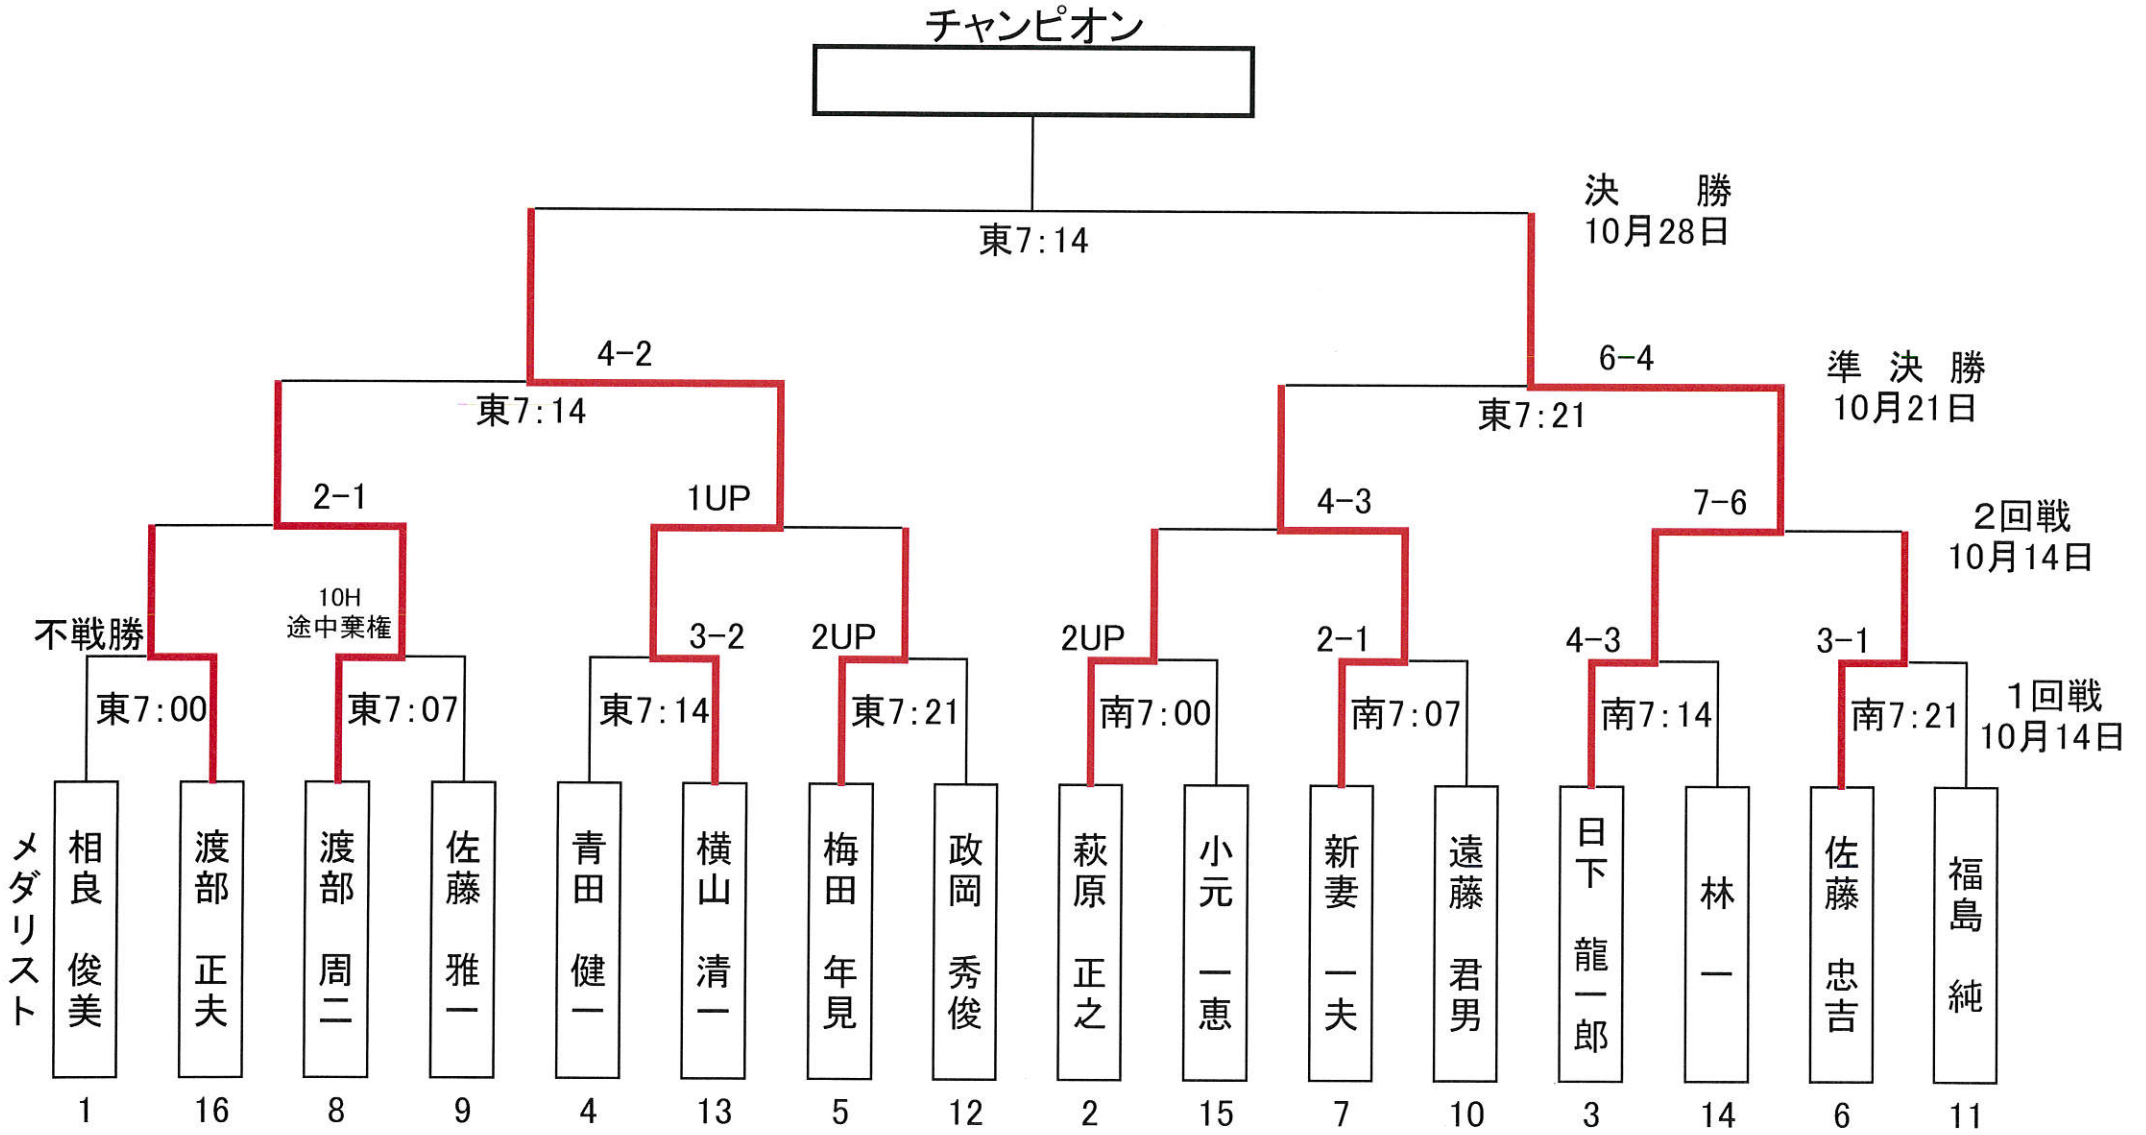 チャンピオン
決 勝
10月28日
東7:14
4-2
6-4
準 決 勝
10月21日
東7:14
東7:21
2-1
1UP
4-3
7-6
2回戦
10月14日
不戦勝
10H
途中棄権
3-2
2UP
2UP
2-1
4-3
3-1
1回戦
10月14日
東7:00
東7:07
東7:14
東7:21
南7:00
南7:07
南7:14
南7:21
メダリスト
相良 俊美
渡部 正夫
渡部 周二
佐藤 雅一
青田 健一
横山 清一
梅田 年見
政岡 秀俊
萩原 正之
小元 一恵
新妻 一夫
遠藤 君男
日下 龍一郎
林 一
佐藤 忠吉
福島 純
1
16
8
9
4
13
5
12
2
15
7
10
3
14
6
11